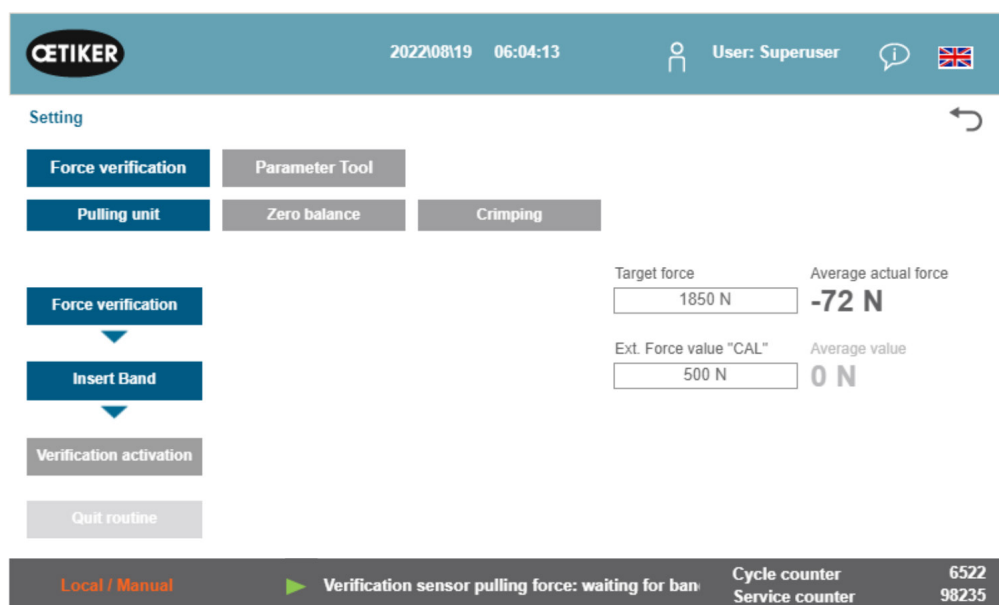 ŒTIKER
2022\08\19 06:04:13
User: Superuser
Setting
Force verification Parameter Tool
Pulling unit Zero balance Crimping
Target force Average actual force
Force verification 1850 N -72 N
Ext. Force value "CAL" Average value
Insert Band 500 N 0 N
Verification activation
Quit routine
Local / Manual Verification sensor pulling force: waiting for ban
Cycle counter 6522
Service counter 98235